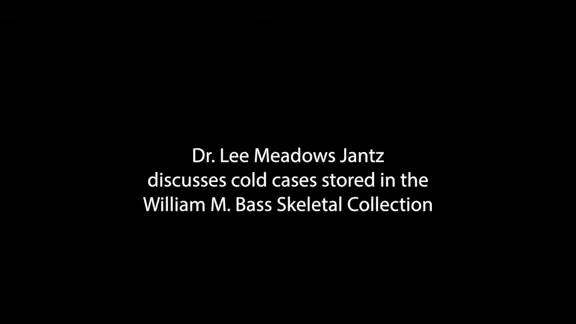 Dr. Lee Meadows Jantz
discusses cold cases stored in the
William M. Bass Skeletal Collection